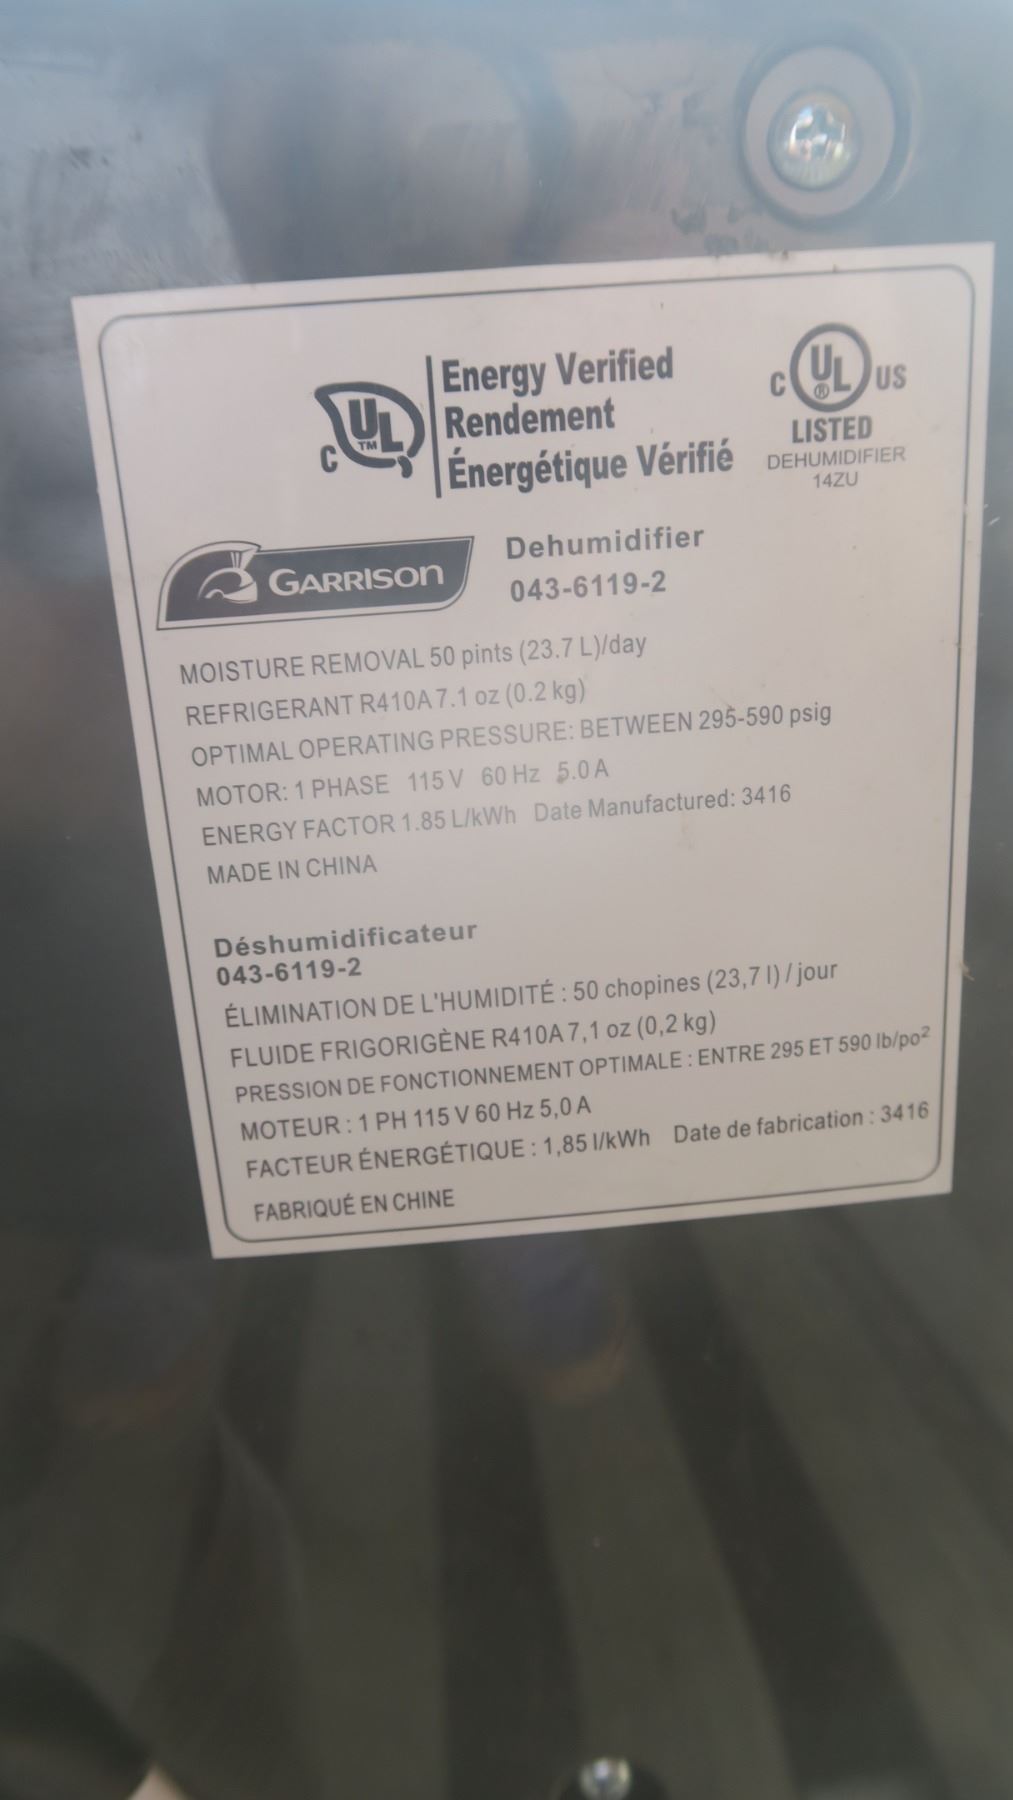 Energy Verified
Rendement
Énergétique Vérifié
C UL TM
C UL ® US
LISTED
DEHUMIDIFIER
14ZU
GARRISON
Dehumidifier
043-6119-2
MOISTURE REMOVAL 50 pints (23.7 L)/day
REFRIGERANT R410A 7.1 oz (0.2 kg)
OPTIMAL OPERATING PRESSURE: BETWEEN 295-590 psig
MOTOR: 1 PHASE 115 V 60 Hz 5.0 A
ENERGY FACTOR 1.85 L/kWh Date Manufactured: 3416
MADE IN CHINA
Déshumidificateur
043-6119-2
ÉLIMINATION DE L'HUMIDITÉ : 50 chopines (23,7 l) / jour
FLUIDE FRIGORIGÈNE R410A 7,1 oz (0,2 kg)
PRESSION DE FONCTIONNEMENT OPTIMALE : ENTRE 295 ET 590 lb/po²
MOTEUR : 1 PH 115 V 60 Hz 5,0 A
FACTEUR ÉNERGÉTIQUE : 1,85 l/kWh Date de fabrication : 3416
FABRIQUÉ EN CHINE